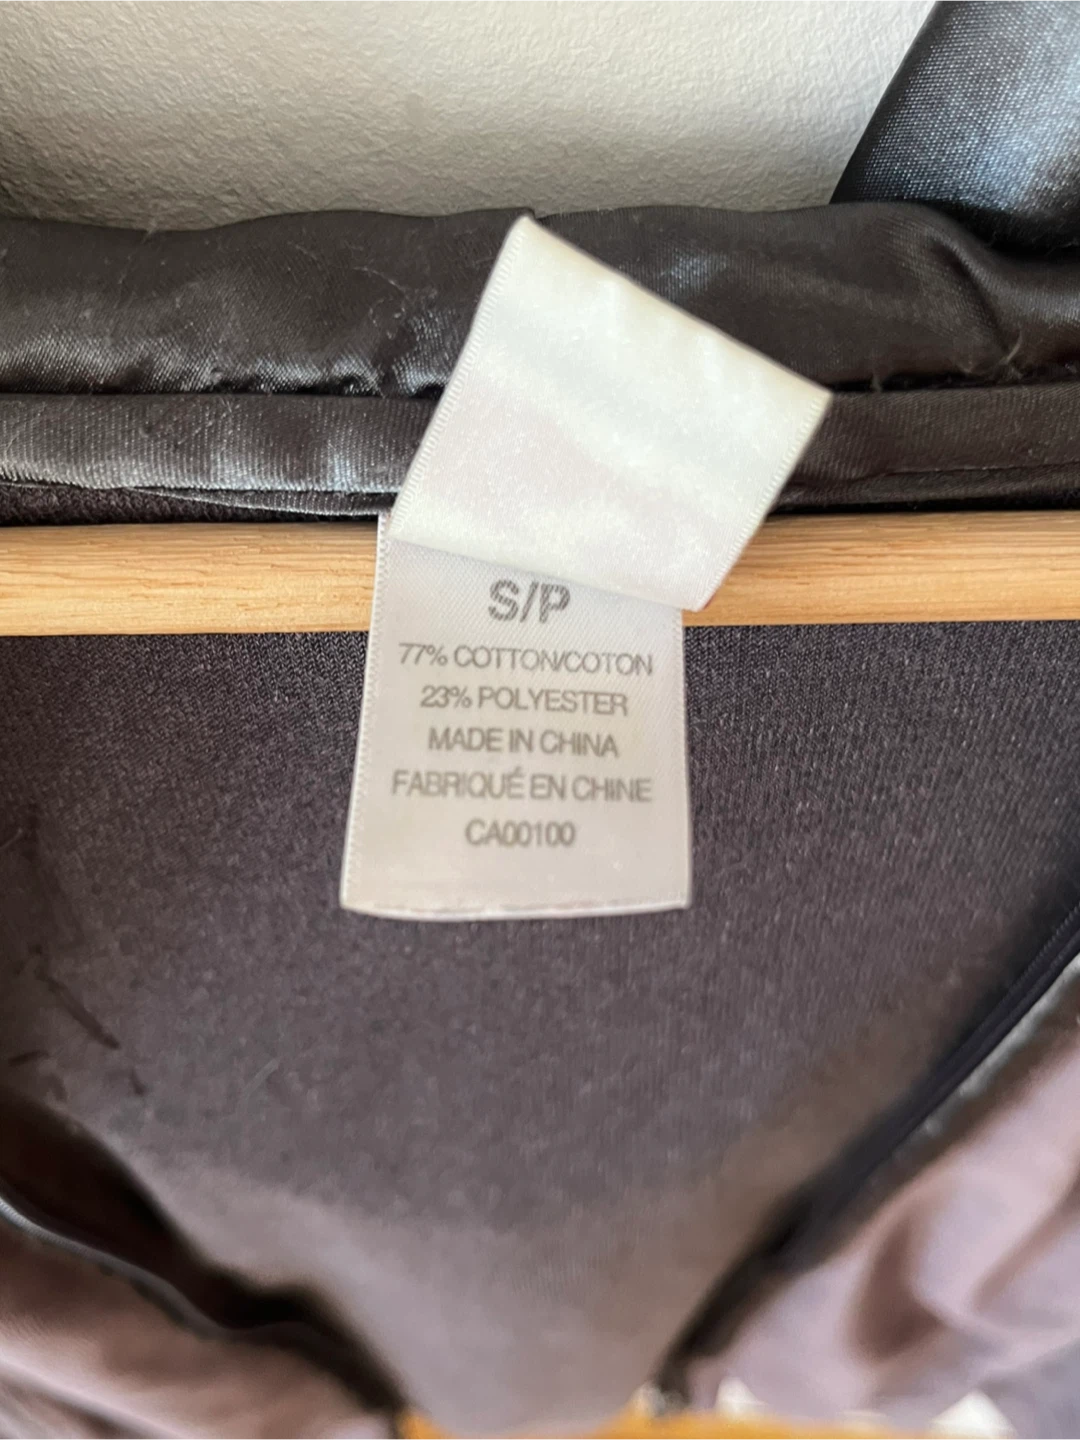 S/P
77% COTTON/COTON
23% POLYESTER
MADE IN CHINA
FABRIQUÉ EN CHINE
CA00100